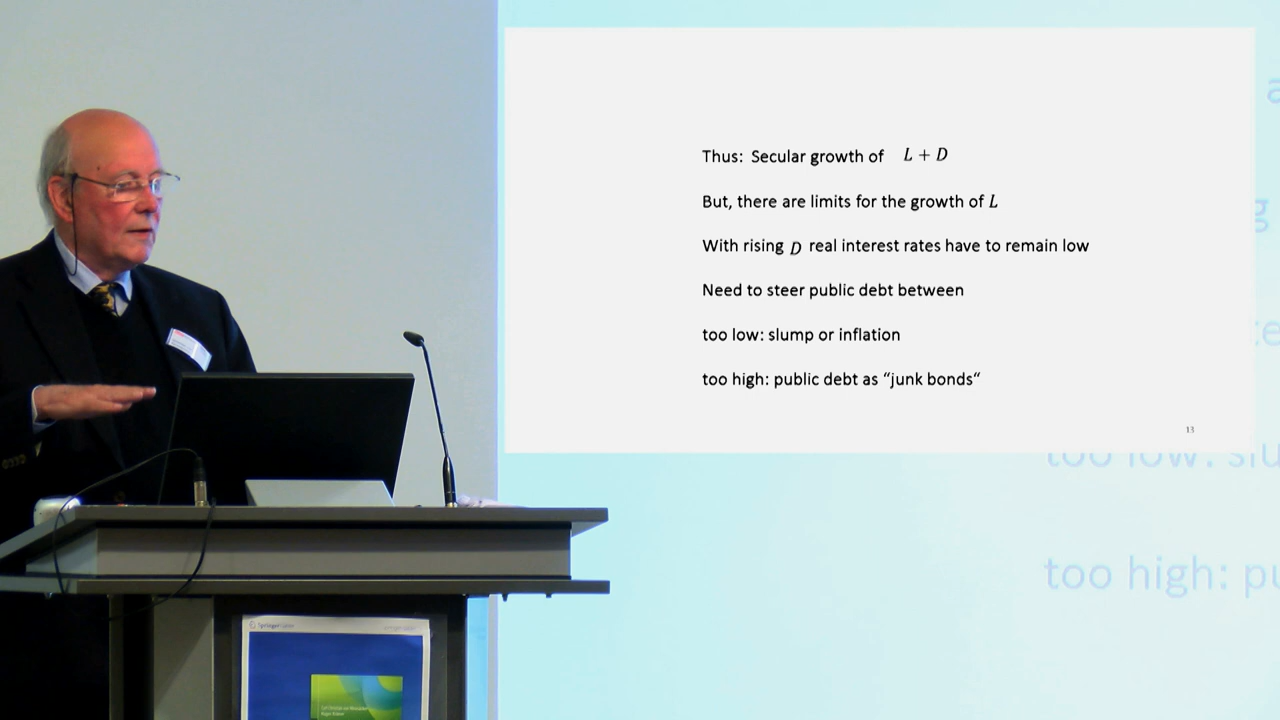 Thus: Secular growth of L + D
But, there are limits for the growth of L
With rising D real interest rates have to remain low
Need to steer public debt between
too low: slump or inflation
too high: public debt as “junk bonds“
13
too low: slu
too high: pu
Springer